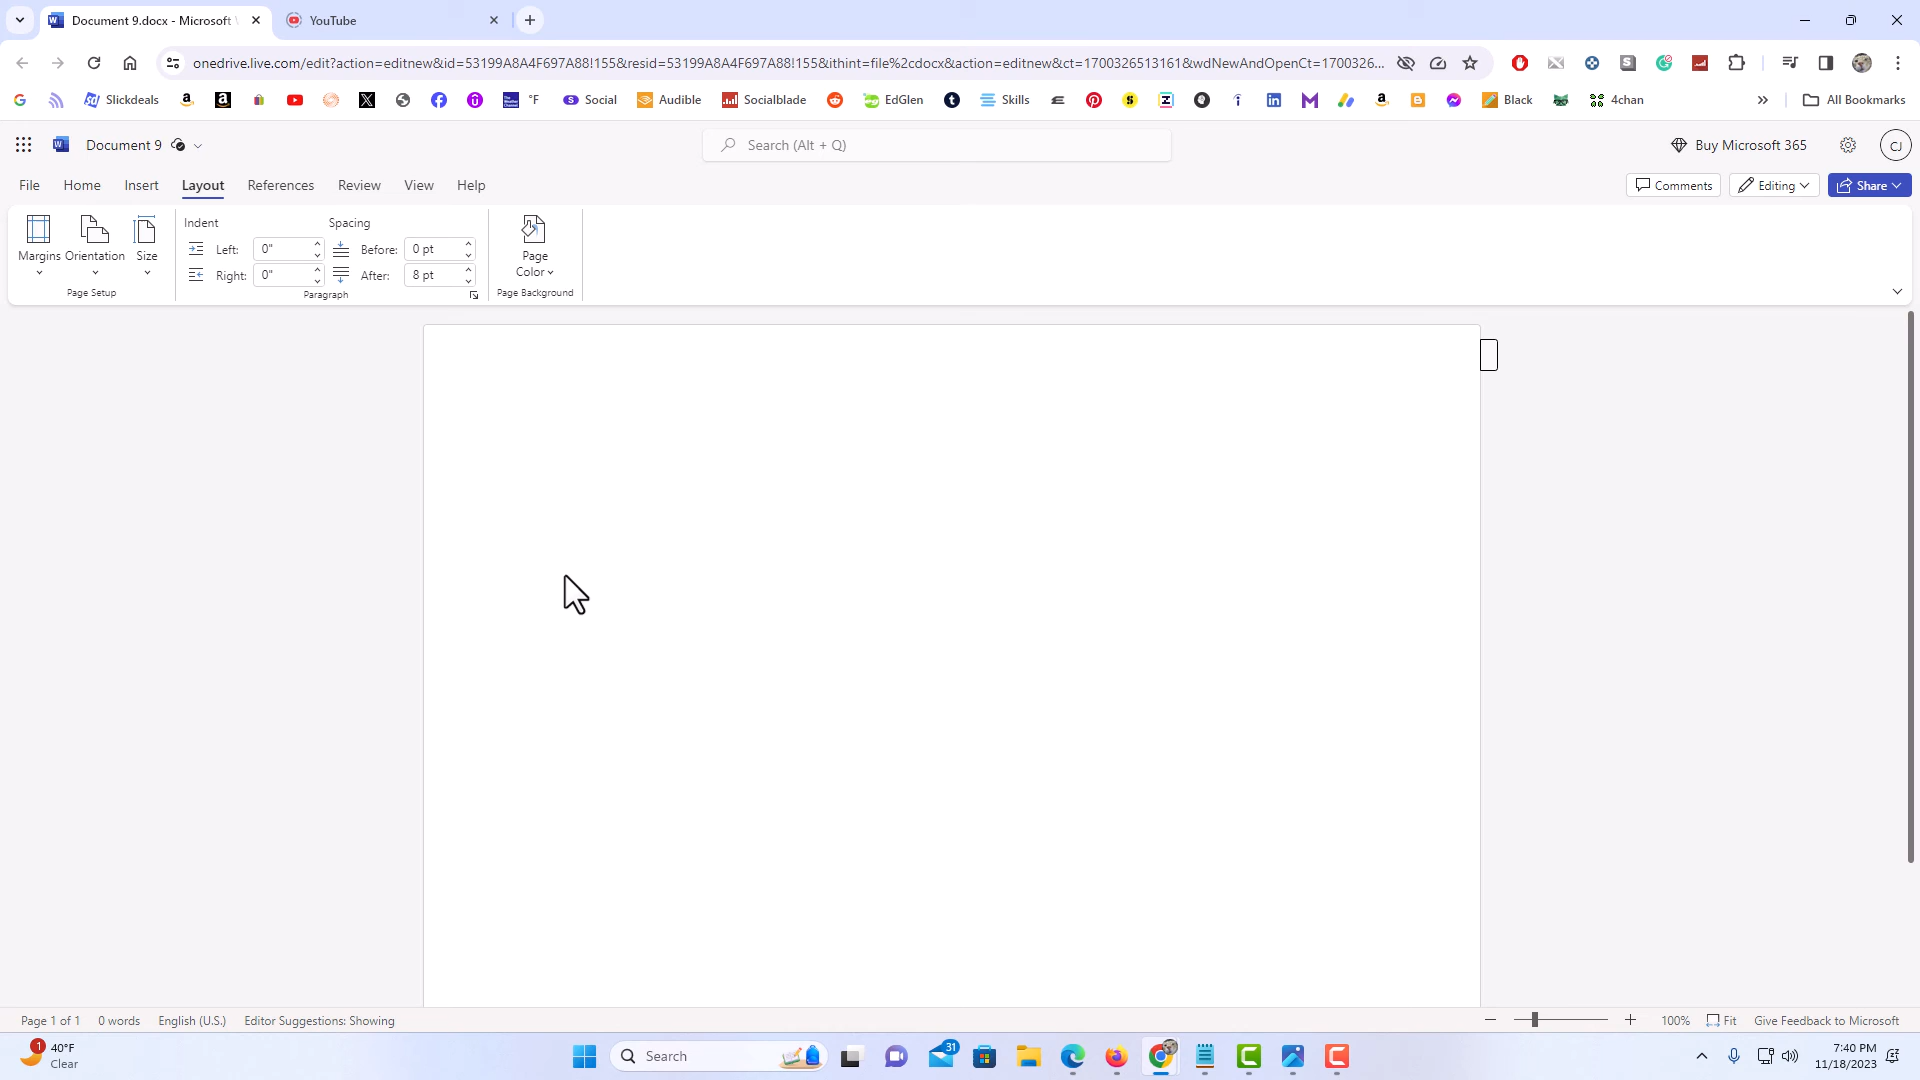 Document 9.docx - Microsoft
YouTube
onedrive.live.com/edit?action=editnew&id=53199A8A4F697A88!155&resid=53199A8A4F697A88!155&ithint=file%2cdocx&action=editnew&ct=1700326513161&wdNewAndOpenCt=1700326...
Slickdeals
°F
Social
Audible
Socialblade
EdGlen
Skills
Black
4chan
All Bookmarks
Document 9
Search (Alt + Q)
Buy Microsoft 365
CJ
File Home Insert Layout References Review View Help
Comments
Editing
Share
Indent
Spacing
Margins
Orientation
Size
Left: 0"
Before: 0 pt
Right: 0"
After: 8 pt
Page
Color
Page Setup
Paragraph
Page Background
Page 1 of 1
0 words
English (U.S.)
Editor Suggestions: Showing
100%
Fit
Give Feedback to Microsoft
1
40°F
Clear
Search
31
7:40 PM
11/18/2023